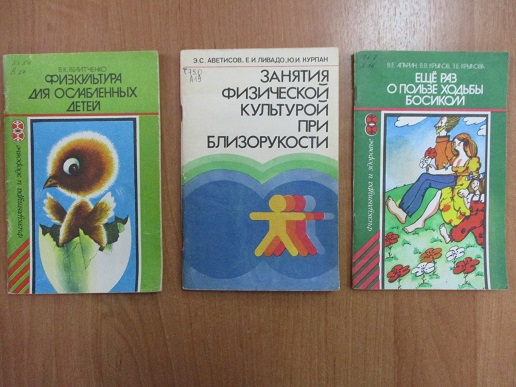 ФИЗКУЛЬТУРА
ДЛЯ ОСЛАБЛЕННЫХ
ДЕТЕЙ
Физкультура и здоровье
Э.С. АВЕТИСОВ, Е.И. ЛИВАДО, Ю.И. КУРПАН
ЗАНЯТИЯ
ФИЗИЧЕСКОЙ
КУЛЬТУРОЙ
ПРИ
БЛИЗОРУКОСТИ
ЕЩЁ РАЗ
О ПОЛЬЗЕ ХОДЬБЫ
БОСИКОМ
Физкультура и здоровье